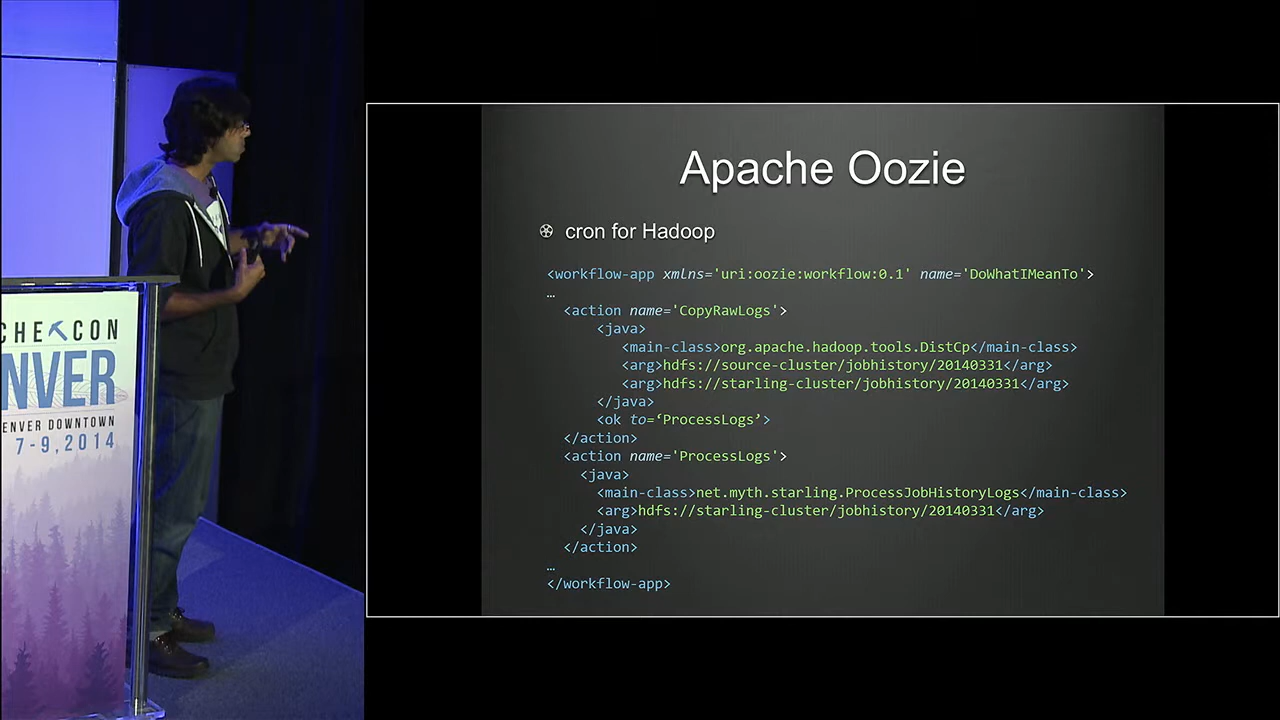 CHE CON
NVER
ENVER DOWNTOWN
7-9, 2014
Apache Oozie
cron for Hadoop
<workflow-app xmlns='uri:oozie:workflow:0.1' name='DoWhatIMeanTo'>
…
<action name='CopyRawLogs'>
<java>
<main-class>org.apache.hadoop.tools.DistCp</main-class>
<arg>hdfs://source-cluster/jobhistory/20140331</arg>
<arg>hdfs://starling-cluster/jobhistory/20140331</arg>
</java>
<ok to=‘ProcessLogs’>
</action>
<action name='ProcessLogs'>
<java>
<main-class>net.myth.starling.ProcessJobHistoryLogs</main-class>
<arg>hdfs://starling-cluster/jobhistory/20140331</arg>
</java>
</action>
…
</workflow-app>